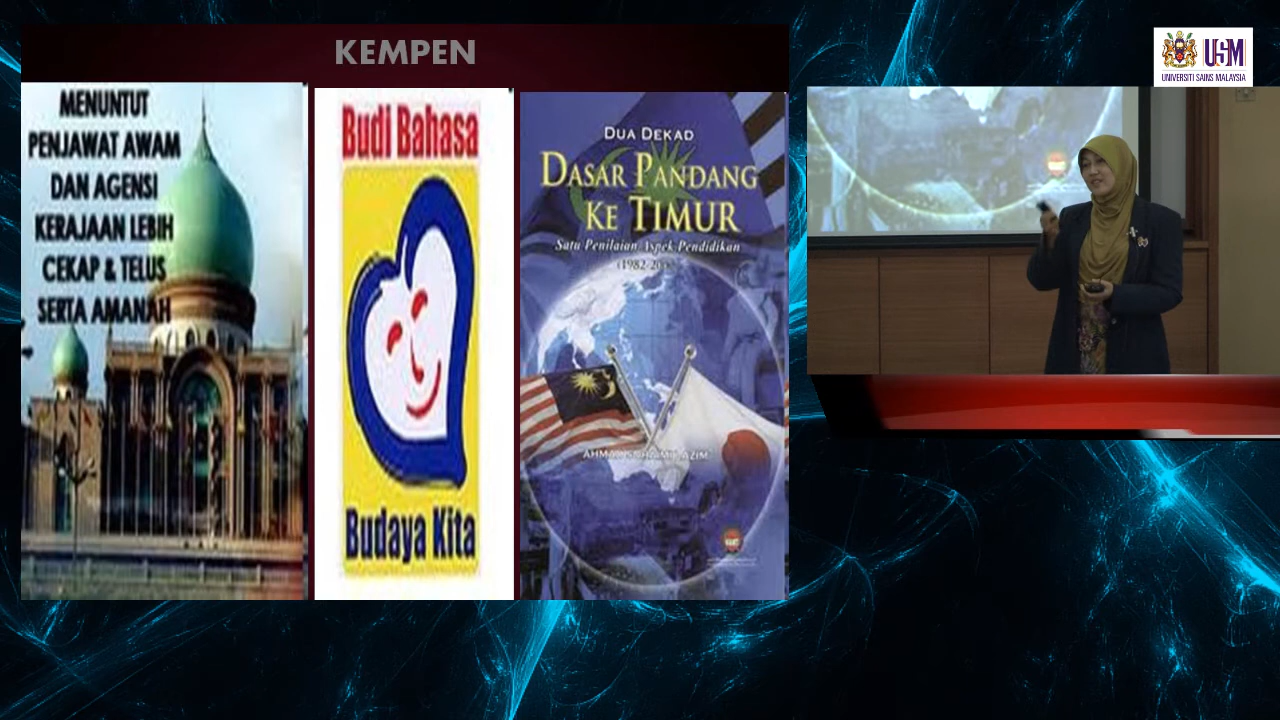 KEMPEN
MENUNTUT
PENJAWAT AWAM
DAN AGENSI
KERAJAAN LEBIH
CEKAP & TELUS
SERTA AMANAH
Budi Bahasa
Budaya Kita
DUA DEKAD
DASAR PANDANG
KE TIMUR
Satu Penilaian Aspek Pendidikan
USM
UNIVERSITI SAINS MALAYSIA